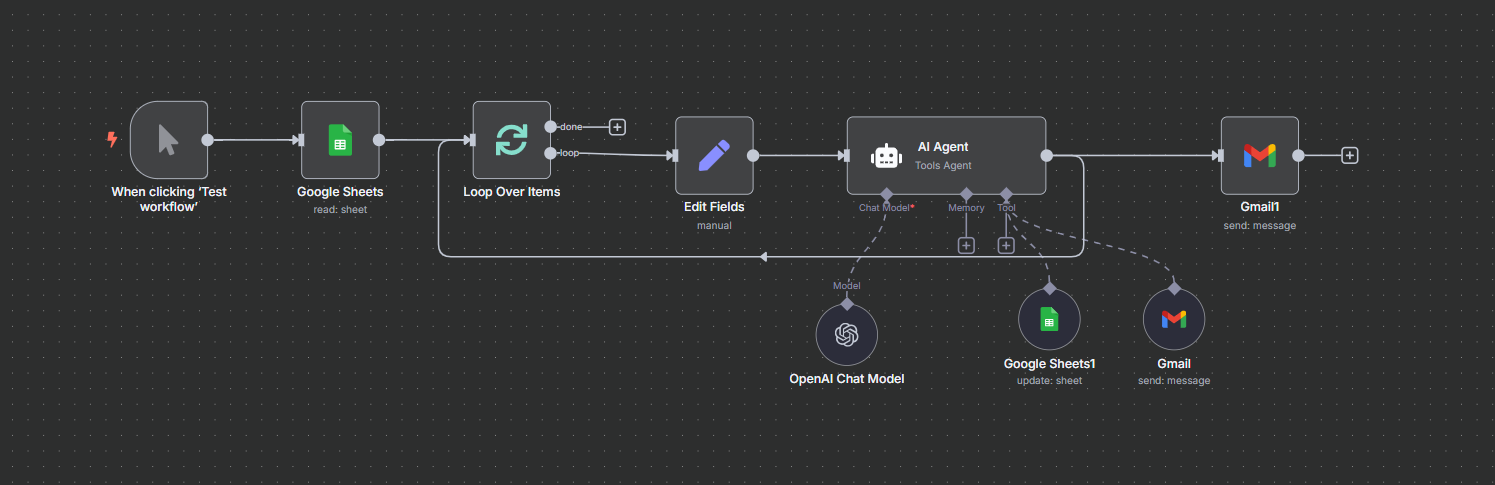 When clicking ‘Test
workflow’
Google Sheets
read: sheet
done
loop
Loop Over Items
Edit Fields
manual
AI Agent
Tools Agent
Chat Model*
Memory
Tool
Gmail1
send: message
Model
OpenAI Chat Model
Google Sheets1
update: sheet
Gmail
send: message